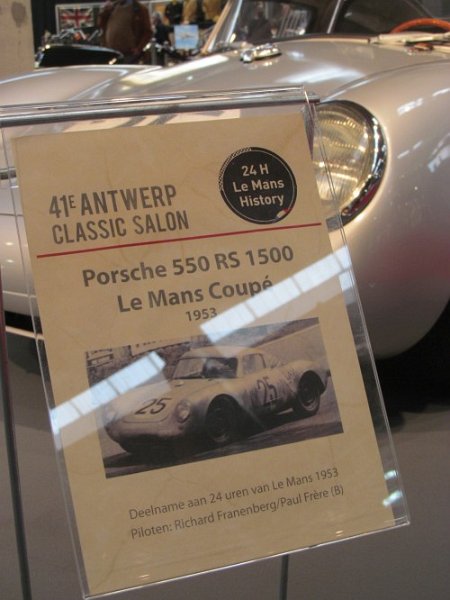 41E ANTWERP
CLASSIC SALON
24 H
Le Mans
History
Porsche 550 RS 1500
Le Mans Coupé
1953
25
25
Deelname aan 24 uren van Le Mans 1953
Piloten: Richard Franenberg/Paul Frère (B)